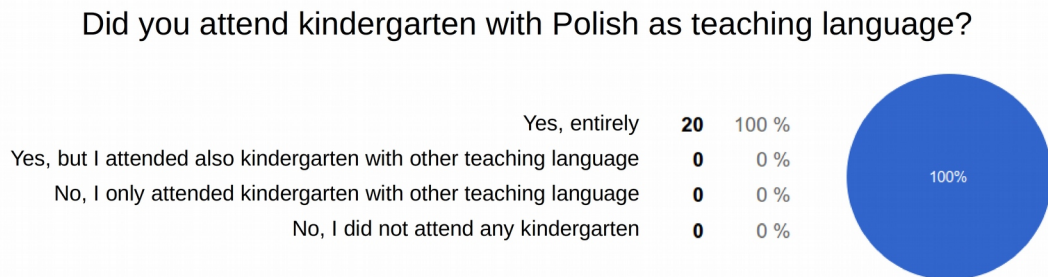 Did you attend kindergarten with Polish as teaching language?
Yes, entirely 20 100 %
Yes, but I attended also kindergarten with other teaching language 0 0 %
No, I only attended kindergarten with other teaching language 0 0 %
No, I did not attend any kindergarten 0 0 %
100%